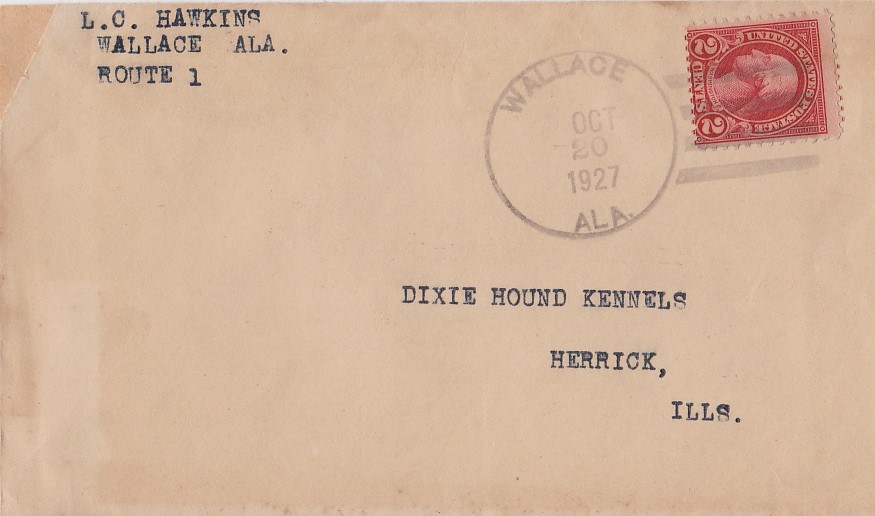 L.C. HAWKINS
WALLACE ALA.
ROUTE 1
WALLACE
OCT
20
1927
ALA.
UNITED STATES POSTAGE
2 CENTS 2
DIXIE HOUND KENNELS
HERRICK,
ILLS.